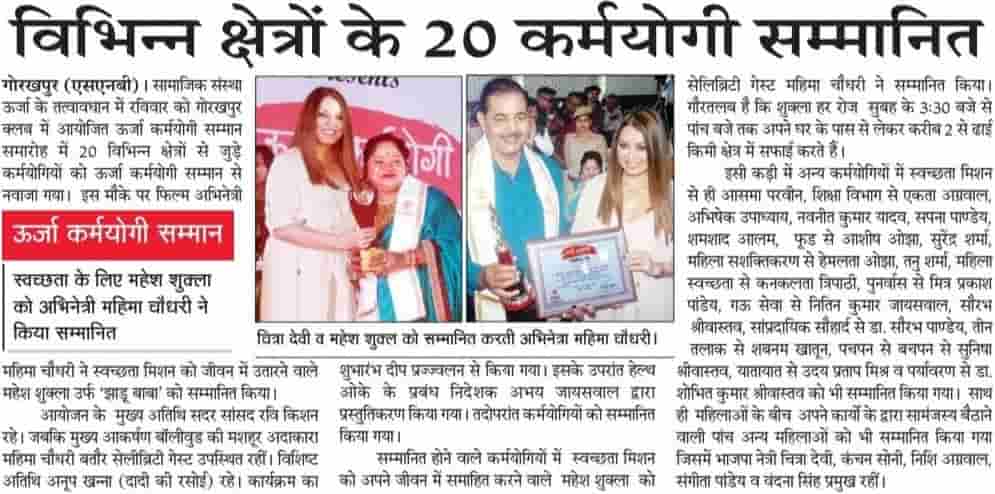 विभिन्न क्षेत्रों के 20 कर्मयोगी सम्मानित
गोरखपुर (एसएनबी)। सामाजिक संस्था
ऊर्जा के तत्वावधान में रविवार को गोरखपुर
क्लब में आयोजित ऊर्जा कर्मयोगी सम्मान
समारोह में 20 विभिन्न क्षेत्रों से जुड़े
कर्मयोगियों को ऊर्जा कर्मयोगी सम्मान से
नवाजा गया। इस मौके पर फिल्म अभिनेत्री
ऊर्जा कर्मयोगी सम्मान
स्वच्छता के लिए महेश शुक्ला
को अभिनेत्री महिमा चौधरी ने
किया सम्मानित
महिमा चौधरी ने स्वच्छता मिशन को जीवन में उतारने वाले
महेश शुक्ला उर्फ 'झाडू बाबा' को सम्मानित किया।
आयोजन के मुख्य अतिथि सदर सांसद रवि किशन
रहे। जबकि मुख्य आकर्षण बॉलीवुड की मशहूर अदाकारा
महिमा चौधरी बतौर सेलीब्रिटी गेस्ट उपस्थित रहीं। विशिष्ट
अतिथि अनूप खन्ना (दादी की रसोई) रहे। कार्यक्रम का
presents
चित्रा देवी व महेश शुक्ल को सम्मानित करती अभिनेत्रा महिमा चौधरी।
शुभारंभ दीप प्रज्ज्वलन से किया गया। इसके उपरांत हेल्थ
ओके के प्रबंध निदेशक अभय जायसवाल द्वारा
प्रस्तुतिकरण किया गया। तदोपरांत कर्मयोगियों को सम्मानित
किया गया।
सम्मानित होने वाले कर्मयोगियों में स्वच्छता मिशन
को अपने जीवन में समाहित करने वाले महेश शुक्ला को
सेलिब्रिटी गेस्ट महिमा चौधरी ने सम्मानित किया।
गौरतलब है कि शुक्ला हर रोज सुबह के 3:30 बजे से
पांच बजे तक अपने घर के पास से लेकर करीब 2 से ढाई
किमी क्षेत्र में सफाई करते हैं।
इसी कड़ी में अन्य कर्मयोगियों में स्वच्छता मिशन
से ही आसमा परवीन, शिक्षा विभाग से एकता अग्रवाल,
अभिषेक उपाध्याय, नवनीत कुमार यादव, सपना पाण्डेय,
शमशाद आलम, फूड से आशीष ओझा, सुरेंद्र शर्मा,
महिला सशक्तिकरण से हेमलता ओझा, तनु शर्मा, महिला
स्वच्छता से कनकलता त्रिपाठी, पुनर्वास से मित्र प्रकाश
पांडेय, गऊ सेवा से नितिन कुमार जायसवाल, सौरभ
श्रीवास्तव, सांप्रदायिक सौहार्द से डा. सौरभ पाण्डेय, तीन
तलाक से शबनम खातून, पचपन से बचपन से सुनिषा
श्रीवास्तव, यातायात से उदय प्रताप मिश्र व पर्यावरण से डा.
शोभित कुमार श्रीवास्तव को भी सम्मानित किया गया। साथ
ही महिलाओं के बीच अपने कार्यो के द्वारा सामंजस्य बैठाने
वाली पांच अन्य महिलाओं को भी सम्मानित किया गया
जिसमें भाजपा नेत्री चित्रा देवी, कंचन सोनी, निशि अग्रवाल,
संगीता पांडेय व वंदना सिंह प्रमुख रहीं।